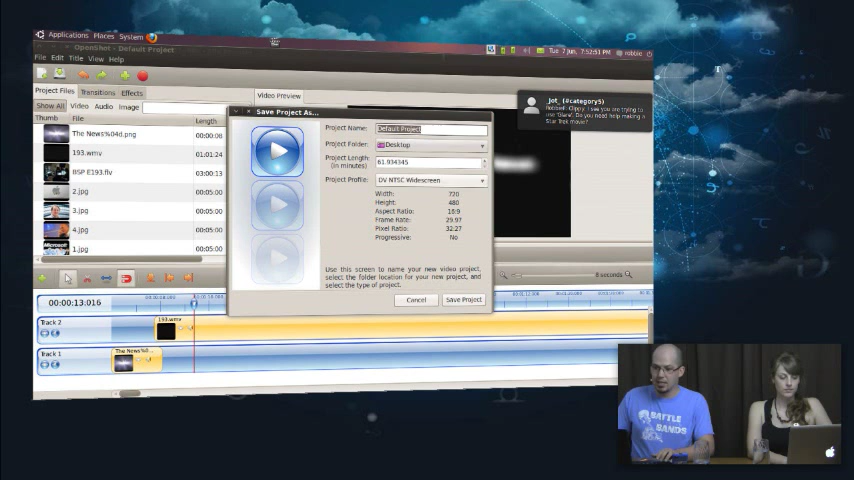 Applications Places System
Tue 7 Jun, 7:52:51 PM robbie
OpenShot - Default Project
File Edit Title View Help
Project Files Transitions Effects
Show All Video Audio Image
Thumb File Length
The News%04d.png 00:00:08
193.wmv 01:01:24
BSP E193.flv 00:03:13
2.jpg 00:05:00
3.jpg 00:05:00
4.jpg 00:05:00
1.jpg 00:05:00
Video Preview
_Jot_ (#category5)
Robbie: Clippy: I see you are trying to
use 'Glare'. Do you need help making a
Star Trek movie?
Save Project As...
Project Name: Default Project
Project Folder: Desktop
Project Length:
(in minutes)
61.934345
Project Profile: DV NTSC Widescreen
Width: 720
Height: 480
Aspect Ratio: 16:9
Frame Rate: 29.97
Pixel Ratio: 32:27
Progressive: No
Use this screen to name your new video project,
select the folder location for your new project, and
select the type of project.
Cancel Save Project
8 seconds
00:00:13:016
Track 2
193.wmv
Track 1
The News%0...
BATTLE
BANDS